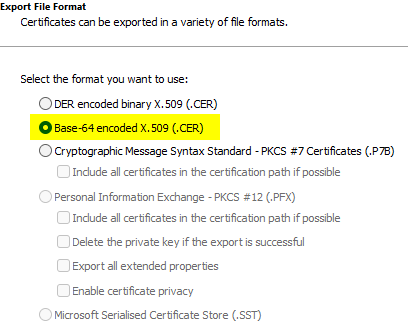 Export File Format
Certificates can be exported in a variety of file formats.
Select the format you want to use:
DER encoded binary X.509 (.CER)
Base-64 encoded X.509 (.CER)
Cryptographic Message Syntax Standard - PKCS #7 Certificates (.P7B)
Include all certificates in the certification path if possible
Personal Information Exchange - PKCS #12 (.PFX)
Include all certificates in the certification path if possible
Delete the private key if the export is successful
Export all extended properties
Enable certificate privacy
Microsoft Serialised Certificate Store (.SST)